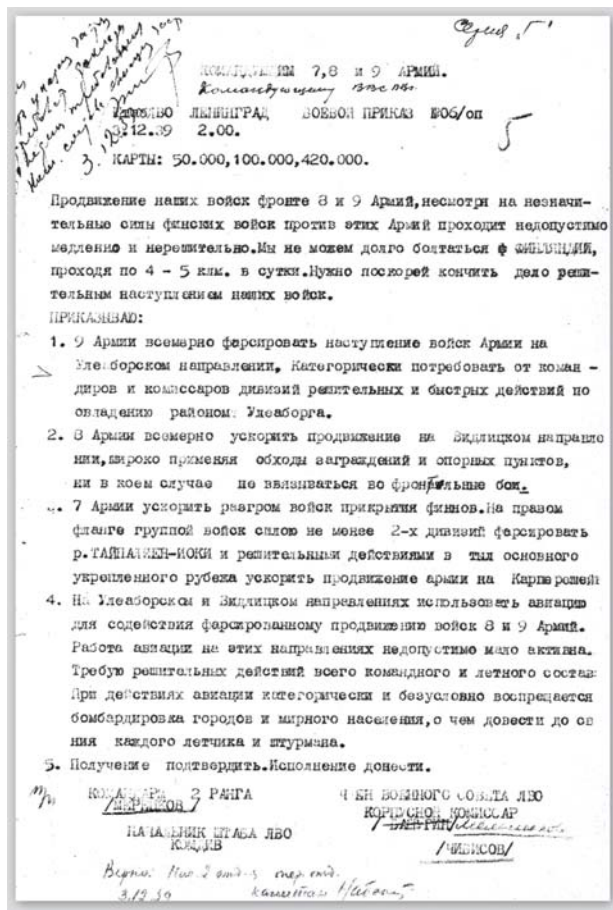 Серия "Г"
КОМАНДУЮЩИМ 7,8 и 9 АРМИЙ.
Командующему ВВС ЛВО.
ЛЕНИНГРАД БОЕВОЙ ПРИКАЗ №06/оп
3.12.39 2.00.
5
3.12.39
КАРТЫ: 50.000,100.000,420.000.
Продвижение наших войск фронте 8 и 9 Армий,несмотря на незначи-
тельные силы финских войск против этих Армий проходит недопустимо
медленно и нерешительно.Мы не можем долго болтаться ф ФИНЛЯНДИИ,
проходя по 4 - 5 клм. в сутки.Нужно поскорей кончить дело реши-
тельным наступлением наших войск.
ПРИКАЗЫВАЮ:
1. 9 Армии всемерно форсировать наступление войск Армии на
Улеаборском направлении, Категорически потребовать от коман -
диров и комиссаров дивизий решительных и быстрых действий по
овладению районом Улеаборга.
2. 8 Армии всемерно ускорить продвижение на Видлицком направле
нии,широко применяя обходы заграждений и опорных пунктов,
ни в коем случае не ввязываться во фронтальные бои.
7 Армии ускорить разгром войск прикрытия финнов.На правом
фланге группой войск силою не менее 2-х дивизий форсировать
р.ТАЙПАЛИЕН-ИОКИ и решительными действиями в тыл основного
укрепленного рубежа ускорить продвижение армии на
4. На Улеаборском и Видлицком направлениях использовать авиацию
для содействия фарсированному продвижению войск 8 и 9 Армий.
Работа авиации на этих направлениях недопустимо мало активна.
Требую решительных действий всего командного и летного состав
При действиях авиации категорически и безусловно воспрещается
бомбардировка городов и мирного населения,о чем довести до св
ния каждого летчика и штурмана.
5. Получение подтвердить.Исполнение донести.
КОМАНДАРМ 2 РАНГА ЧЛЕН ВОЕННОГО СОВЕТА ЛВО
/МЕРЕЦКОВ/ КОРПУСНОЙ КОМИССАР
НАЧАЛЬНИК ШТАБА ЛВО
КОМДИВ /ЧИБИСОВ/
Верно: Нач. 2 отд-я опер. отд.
3.12.39 капитан